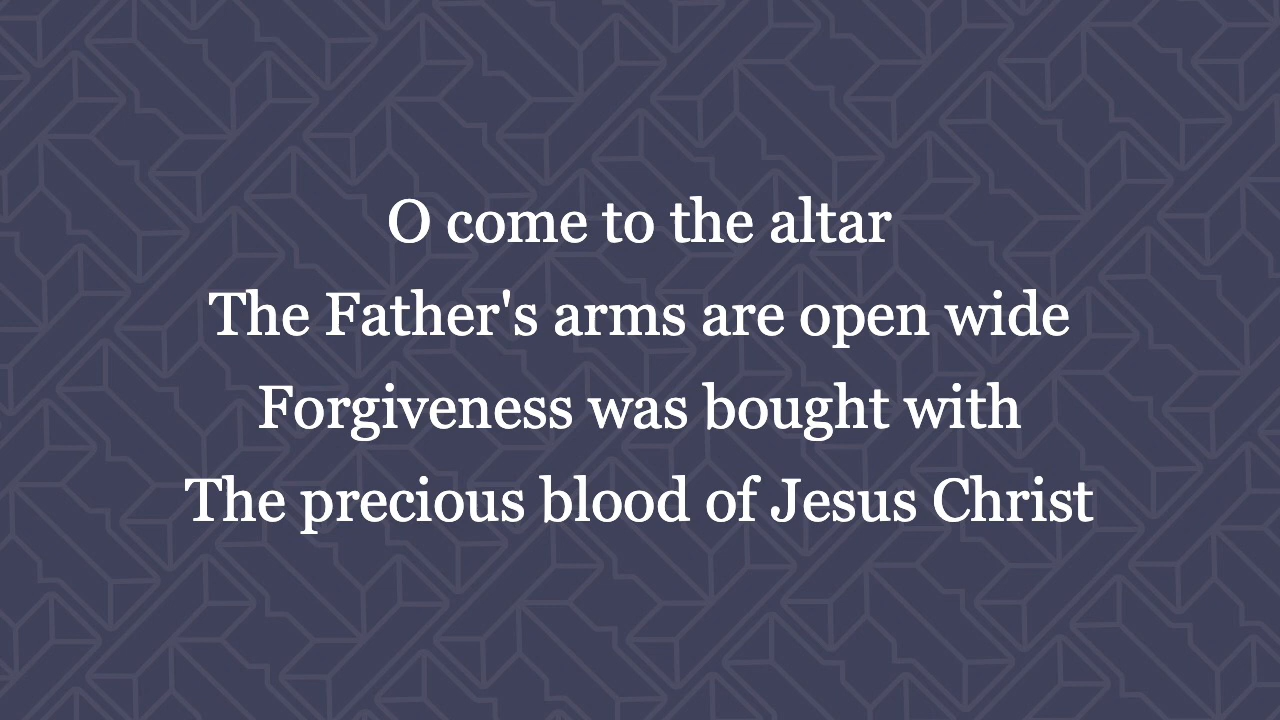 O come to the altar
The Father's arms are open wide
Forgiveness was bought with
The precious blood of Jesus Christ